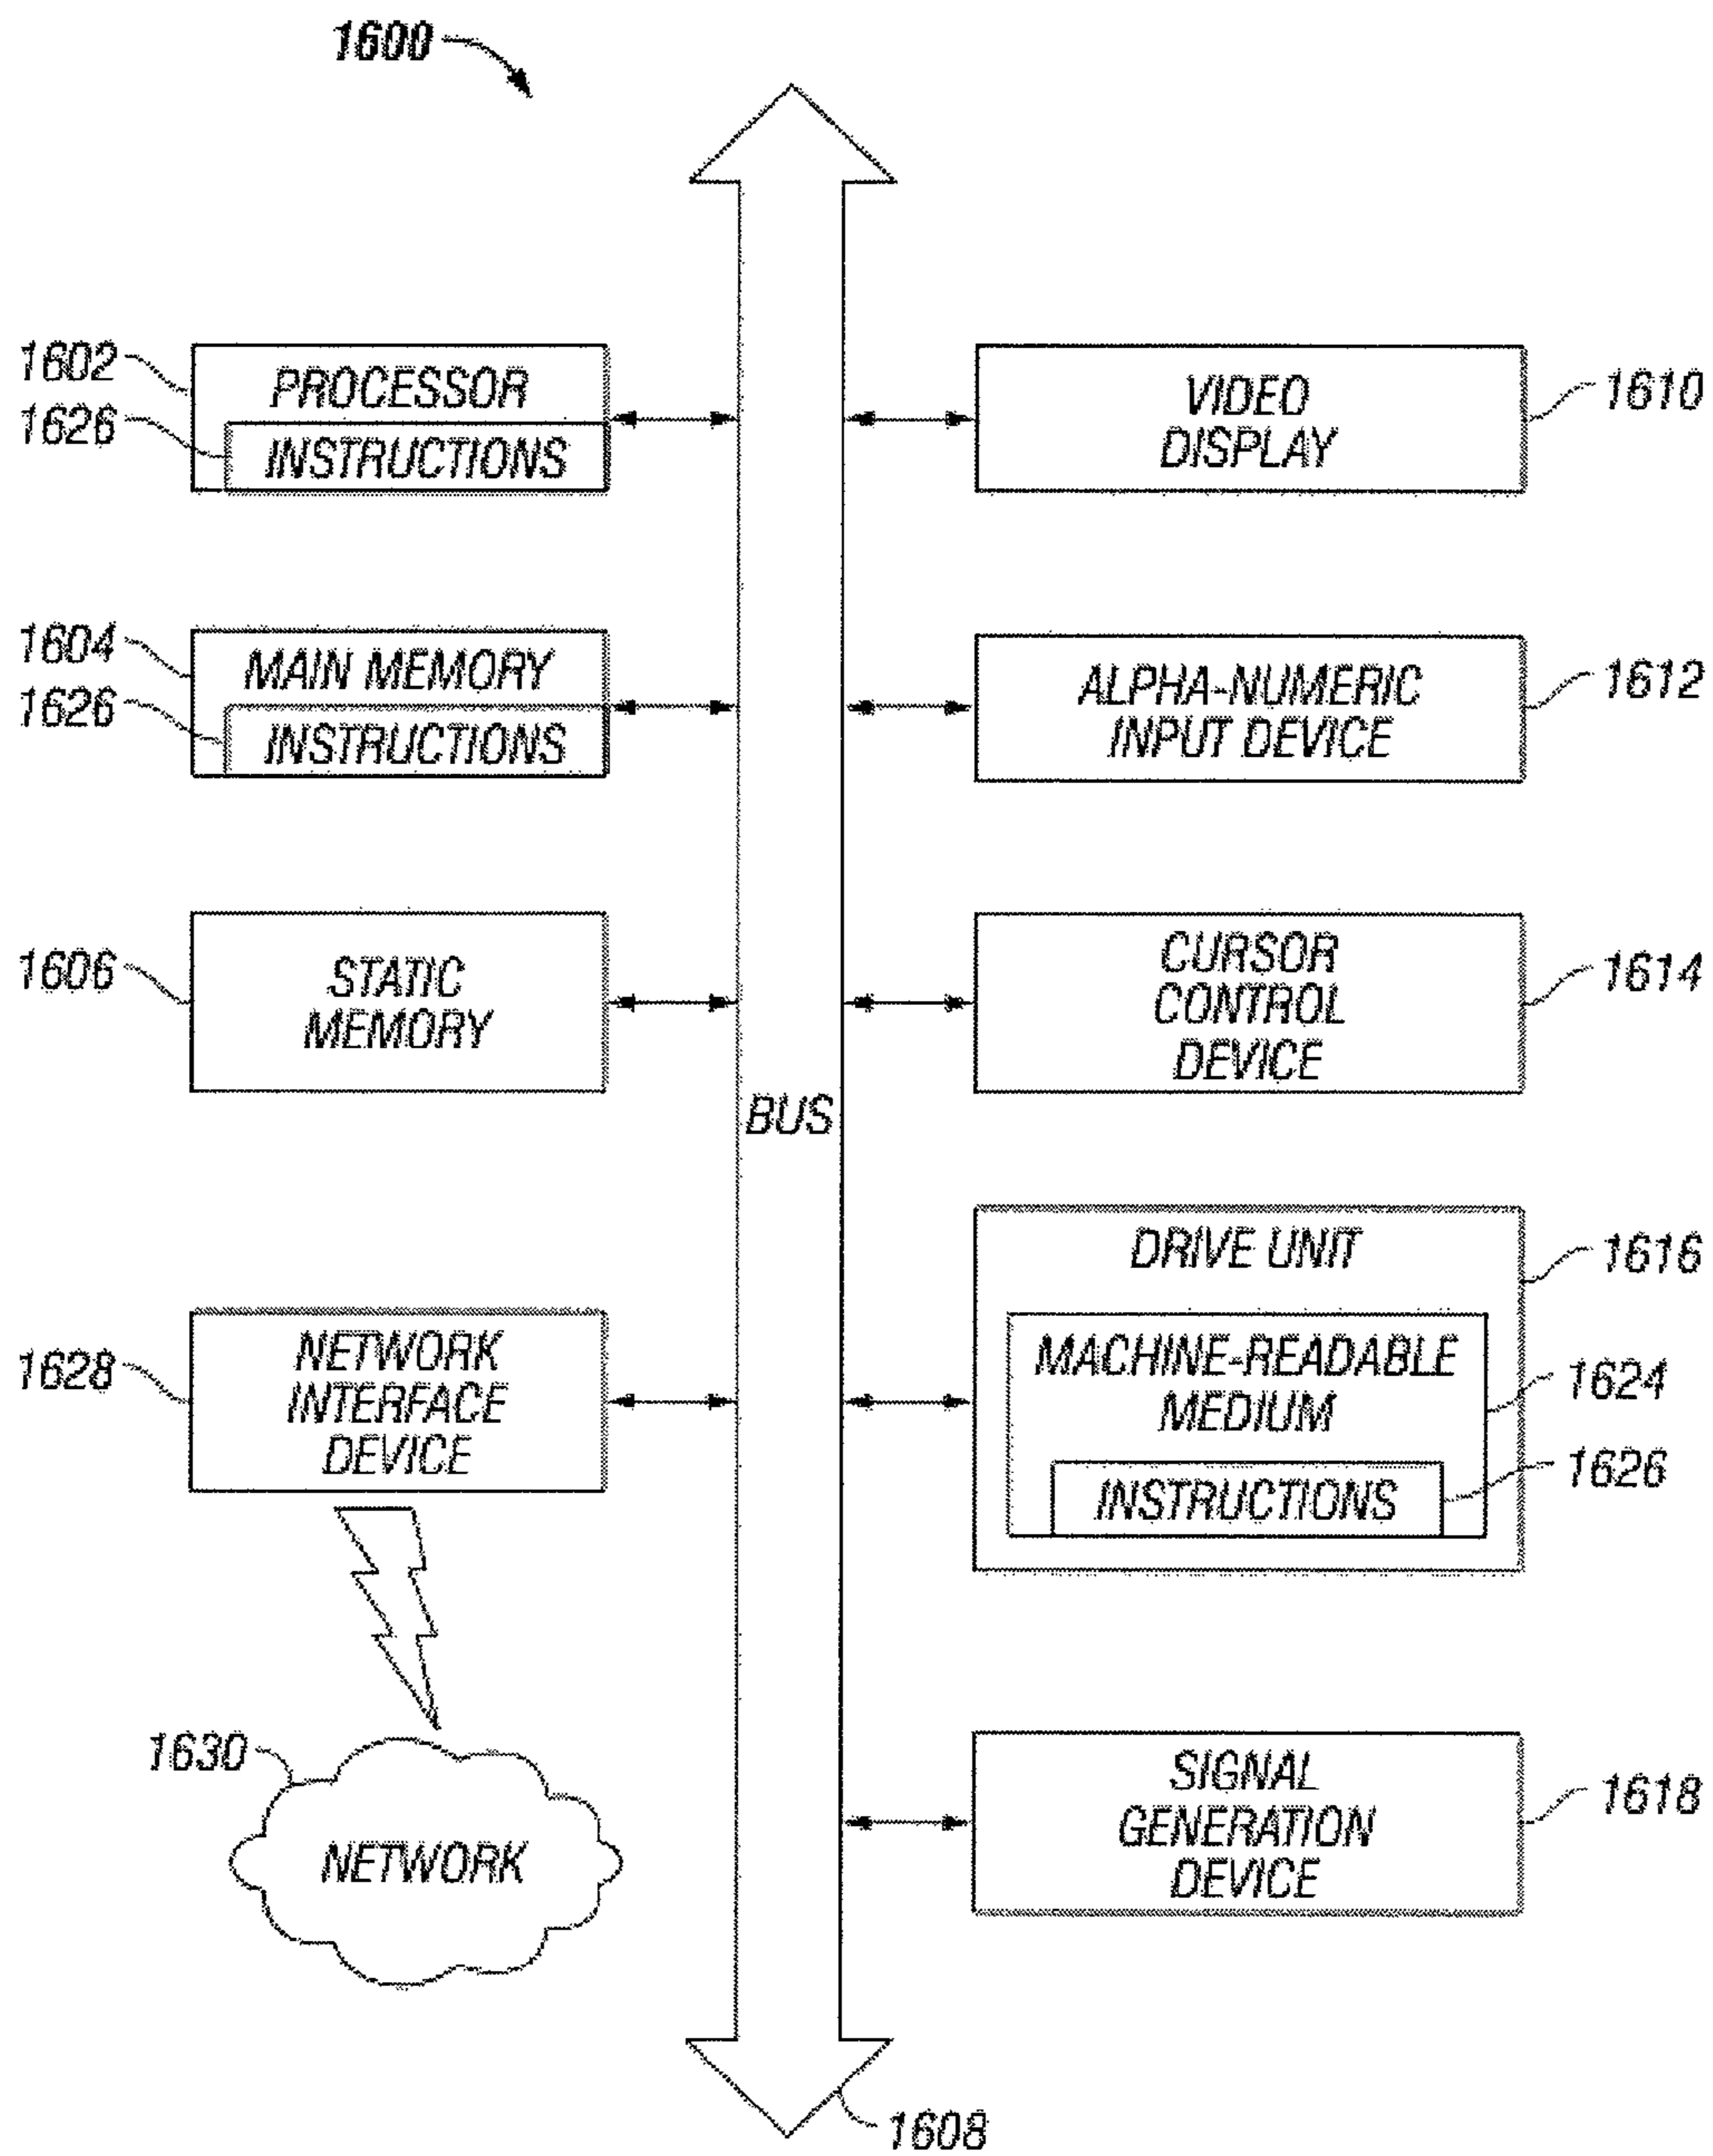 1600
1602
PROCESSOR
1626
INSTRUCTIONS
1604
MAIN MEMORY
1626
INSTRUCTIONS
1606
STATIC
MEMORY
1628
NETWORK
INTERFACE
DEVICE
1630
NETWORK
BUS
1608
VIDEO
DISPLAY
1610
ALPHA-NUMERIC
INPUT DEVICE
1612
CURSOR
CONTROL
DEVICE
1614
DRIVE UNIT
1616
MACHINE-READABLE
MEDIUM
1624
INSTRUCTIONS
1626
SIGNAL
GENERATION
DEVICE
1618